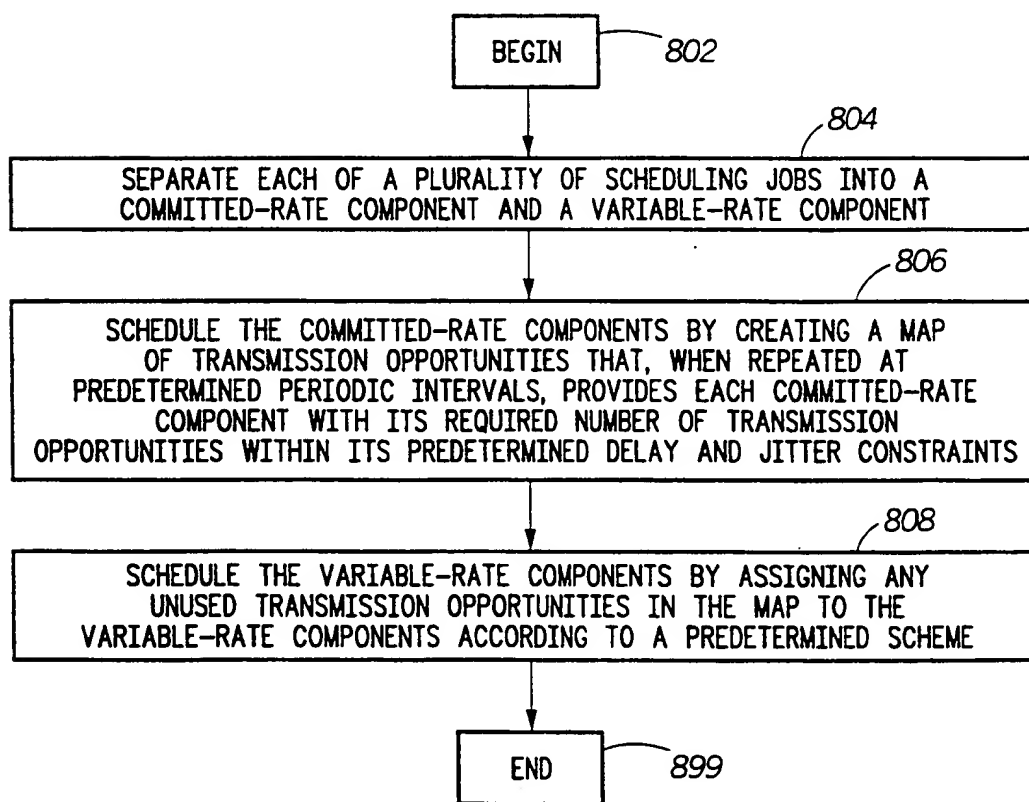 BEGIN
802
804
SEPARATE EACH OF A PLURALITY OF SCHEDULING JOBS INTO A
COMMITTED-RATE COMPONENT AND A VARIABLE-RATE COMPONENT
806
SCHEDULE THE COMMITTED-RATE COMPONENTS BY CREATING A MAP
OF TRANSMISSION OPPORTUNITIES THAT, WHEN REPEATED AT
PREDETERMINED PERIODIC INTERVALS, PROVIDES EACH COMMITTED-RATE
COMPONENT WITH ITS REQUIRED NUMBER OF TRANSMISSION
OPPORTUNITIES WITHIN ITS PREDETERMINED DELAY AND JITTER CONSTRAINTS
808
SCHEDULE THE VARIABLE-RATE COMPONENTS BY ASSIGNING ANY
UNUSED TRANSMISSION OPPORTUNITIES IN THE MAP TO THE
VARIABLE-RATE COMPONENTS ACCORDING TO A PREDETERMINED SCHEME
END
899